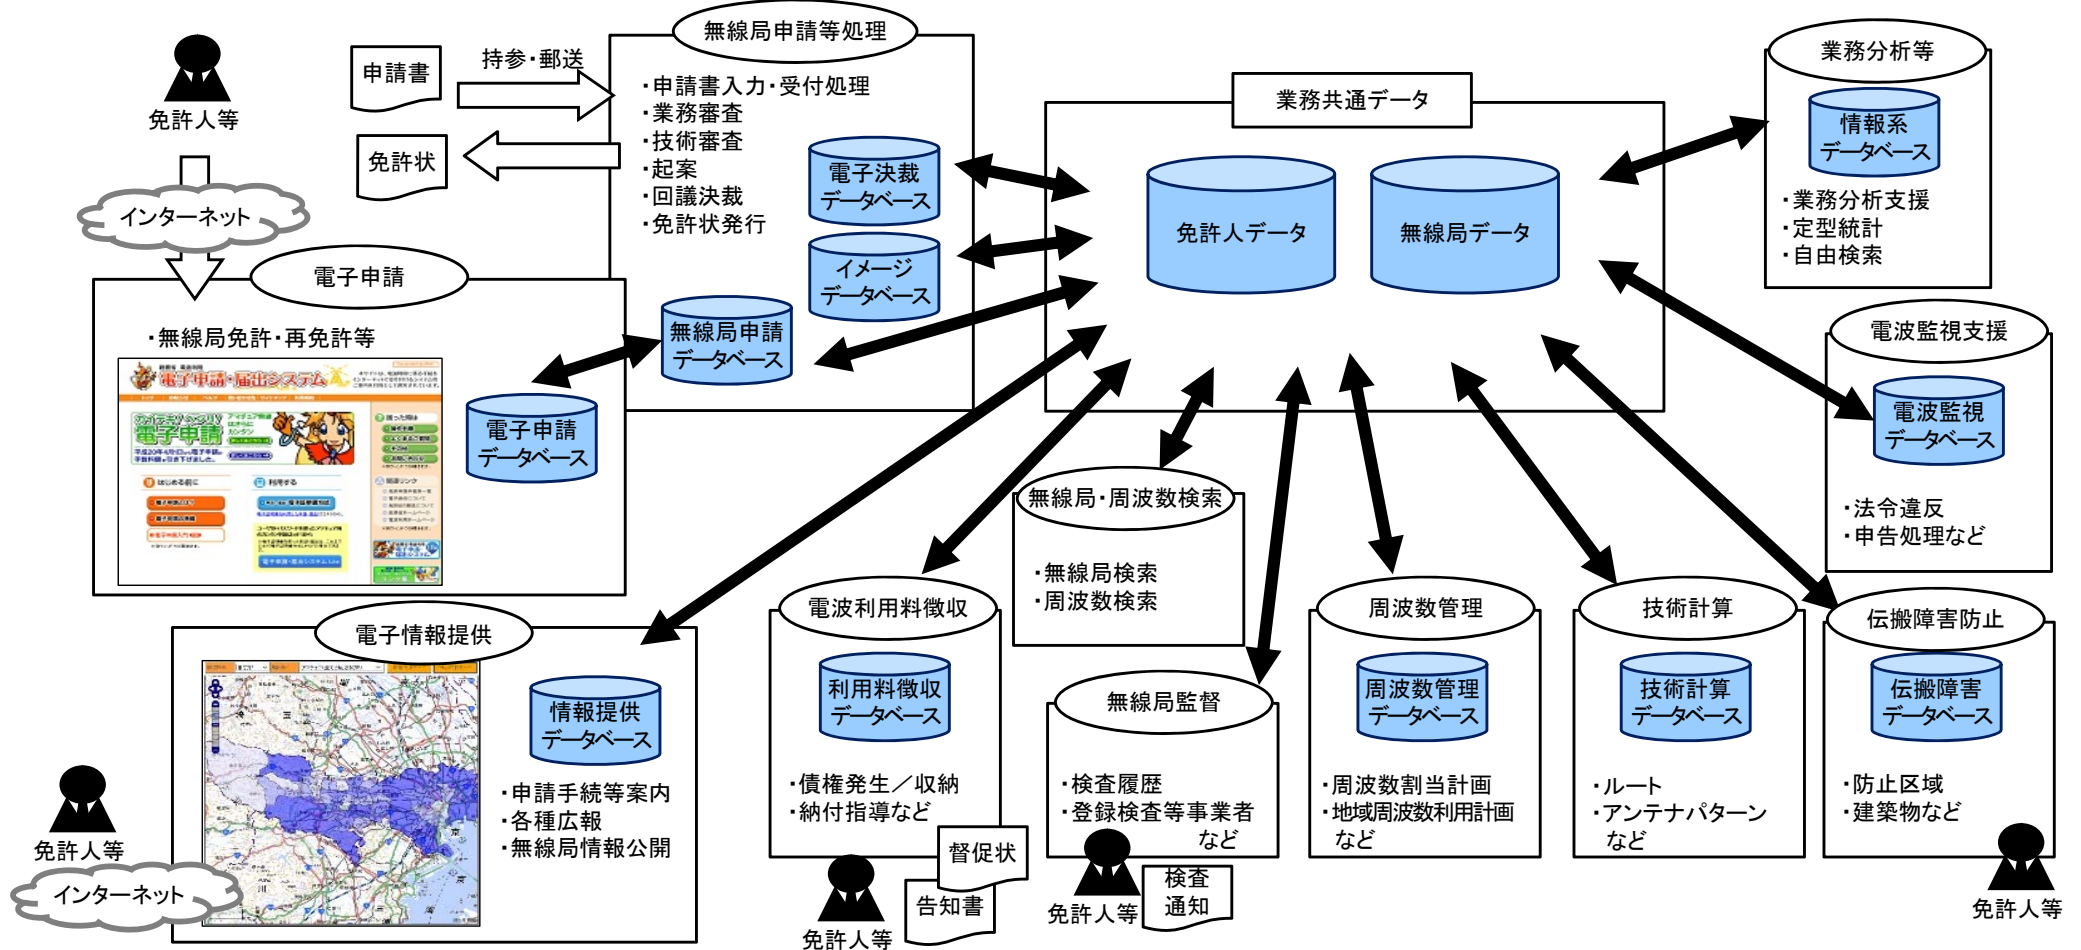 免許人等
インターネット
申請書
持参・郵送
免許状
無線局申請等処理
・申請書入力・受付処理
・業務審査
・技術審査
・起案
・回議決裁
・免許状発行
電子決裁
データベース
イメージ
データベース
無線局申請
データベース
電子申請
・無線局免許・再免許等
電子申請・届出システム
電子申請
はじめる前に
利用する
電子申請
データベース
業務共通データ
免許人データ
無線局データ
業務分析等
情報系
データベース
・業務分析支援
・定型統計
・自由検索
電波監視支援
電波監視
データベース
・法令違反
・申告処理など
電子情報提供
情報提供
データベース
・申請手続等案内
・各種広報
・無線局情報公開
免許人等
インターネット
電波利用料徴収
利用料徴収
データベース
・債権発生／収納
・納付指導など
督促状
告知書
免許人等
無線局・周波数検索
・無線局検索
・周波数検索
無線局監督
・検査履歴
・登録検査等事業者
など
免許人等
検査
通知
周波数管理
周波数管理
データベース
・周波数割当計画
・地域周波数利用計画
など
技術計算
技術計算
データベース
・ルート
・アンテナパターン
など
伝搬障害防止
伝搬障害
データベース
・防止区域
・建築物など
免許人等